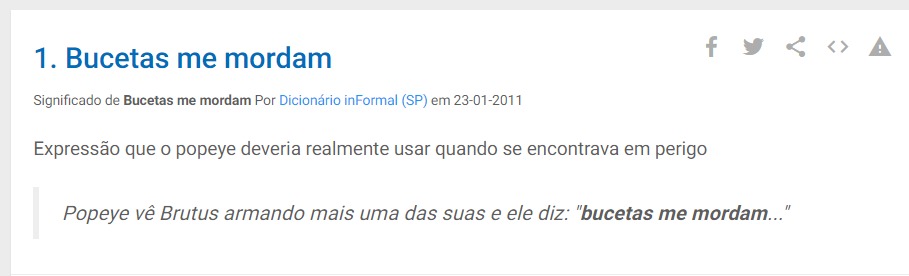 1. Bucetas me mordam
Significado de Bucetas me mordam Por Dicionário inFormal (SP) em 23-01-2011
Expressão que o popeye deveria realmente usar quando se encontrava em perigo
Popeye vê Brutus armando mais uma das suas e ele diz: "bucetas me mordam..."